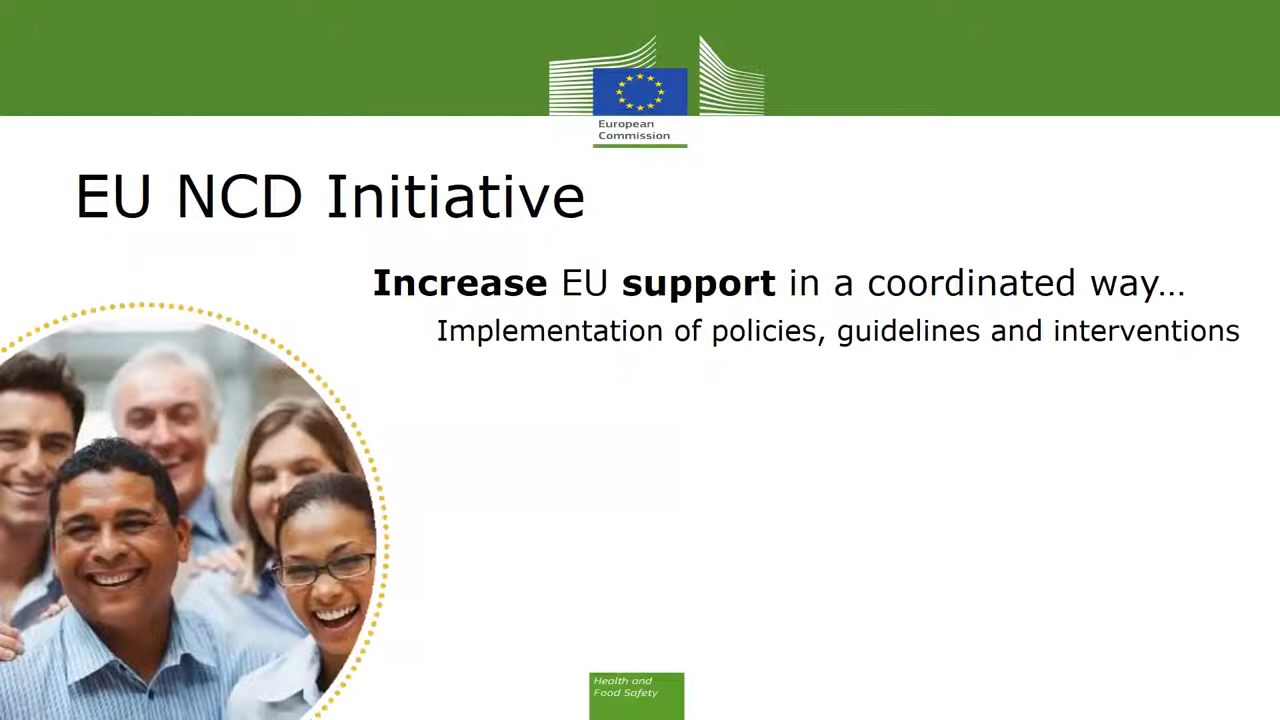 European
Commission
EU NCD Initiative
Increase EU support in a coordinated way…
Implementation of policies, guidelines and interventions
Health and
Food Safety